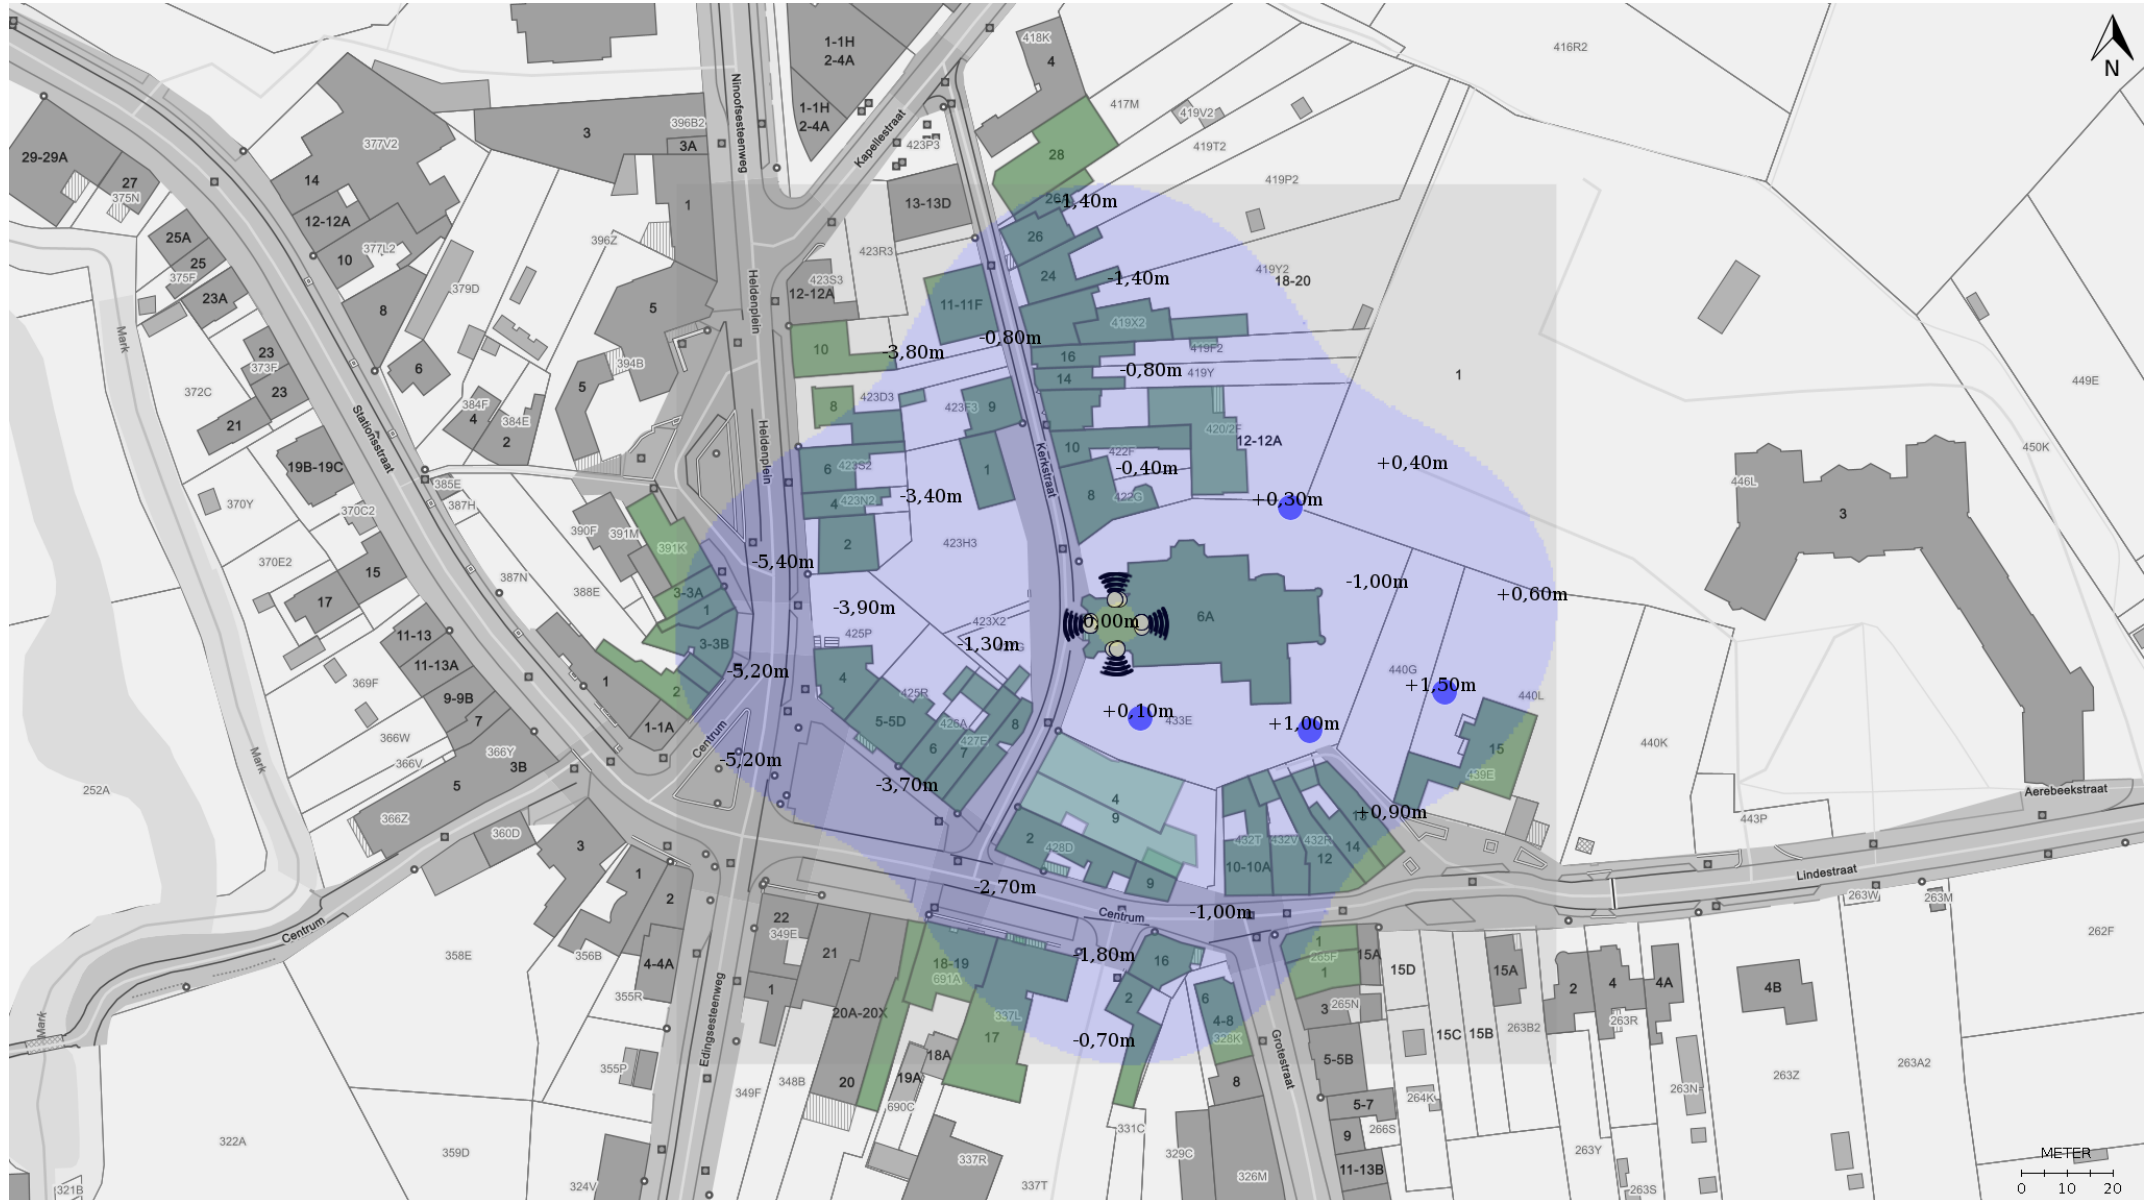 418K
4
416R2
N
1-1H
2-4A
1-1H
2-4A
Ninoofsesteenweg
Kapellestraat
417M
419V2
419T2
419P2
423P3
396B2
3
3A
377V2
14
12-12A
10
377L2
29-29A
27
375N
25A
25
375F
23A
28
26
24
-1,40m
-1,40m
13-13D
1
396Z
423R3
423S3
12-12A
Heldenplein
419Y2
18-20
379D
8
5
11-11F
419X2
Mark
23
373F
23
6
394B
10
-3,80m
-0,80m
16
419F2
-0,80m
14
419Y
1
449E
372C
384F
4
384E
2
5
8
423D3
423F3
9
Stationsstraat
21
Heldenplein
Kerkstraat
10
422F
420/2F
12-12A
450K
19B-19C
385E
387H
6
423S2
1
-0,40m
+0,40m
446L
3
370Y
370C2
4
423N2
-3,40m
8
422G
+0,30m
390F
391M
391K
2
423H3
370E2
15
387N
-5,40m
17
388E
3-3A
1
-3,90m
423X2
0,00m
6A
-1,00m
+0,60m
11-13
11-13A
3-3B
425P
-1,30m
369F
9-9B
7
1
2
-5,20m
4
425R
440G
+1,50m
440L
366W
1-1A
Centrum
5-5D
426A
427E
8
+0,10m
433E
+1,00m
440K
366V
366Y
3B
6
7
15
439E
Mark
252A
5
-5,20m
-3,70m
4
9
+0,90m
Aerebeekstraat
443P
366Z
360D
3
2
428D
432T
432V
432R
14
12
10-10A
9
Lindestraat
1
2
-2,70m
Centrum
-1,00m
263W
263M
Centrum
22
349E
21
358E
356B
4-4A
18-19
691A
-1,80m
16
1
265F
1
15A
15D
15A
2
4
4A
4B
262F
355R
1
20A-20X
337L
17
2
6
4-8
328K
3
265N
15C
15B
263B2
263R
Mark
Edingsesteenweg
18A
19A
-0,70m
Grotestraat
5-5B
355P
349F
348B
20
690C
8
264K
263N
263Z
263A2
5-7
322A
359D
331C
329C
9
266S
263Y
METER
0 10 20
321B
324V
337R
337T
326M
11-13B
263S